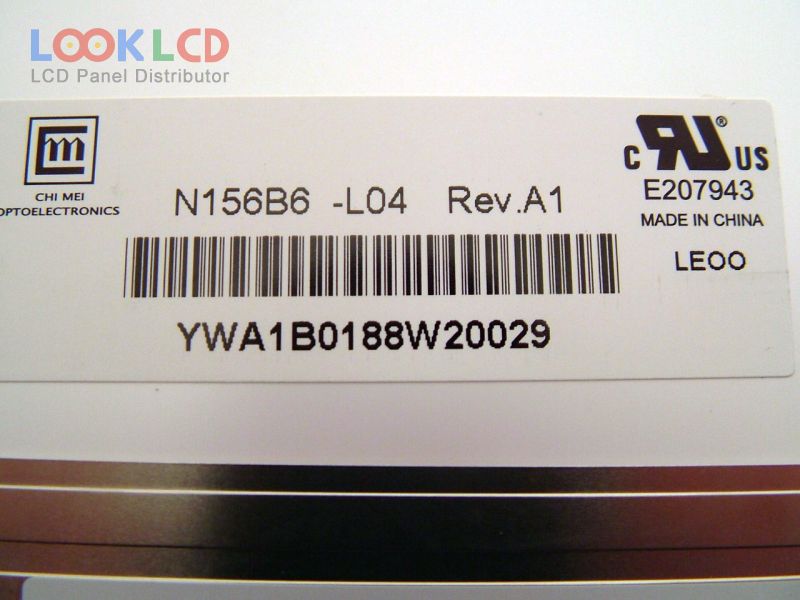 LOOK LCD
LCD Panel Distributor
CHI MEI
OPTOELECTRONICS
N156B6 -L04 Rev.A1
YWA1B0188W20029
C RU® US
E207943
MADE IN CHINA
LEOO